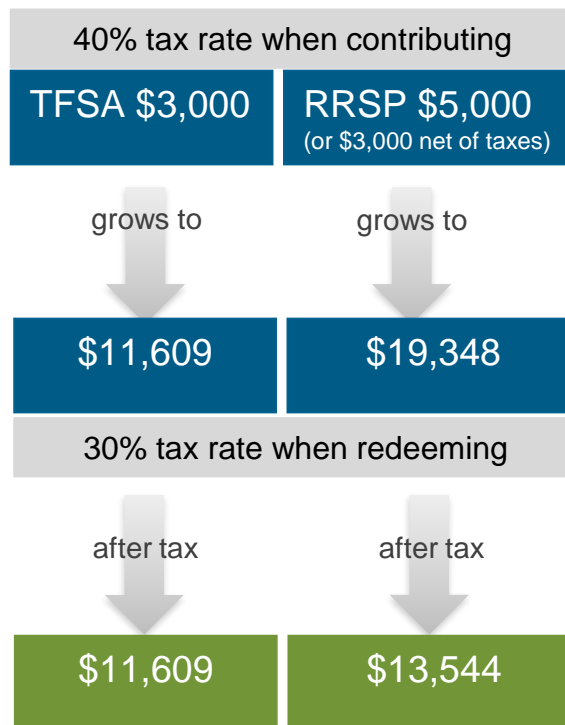 40% tax rate when contributing
TFSA $3,000
RRSP $5,000
(or $3,000 net of taxes)
grows to
grows to
$11,609
$19,348
30% tax rate when redeeming
after tax
after tax
$11,609
$13,544